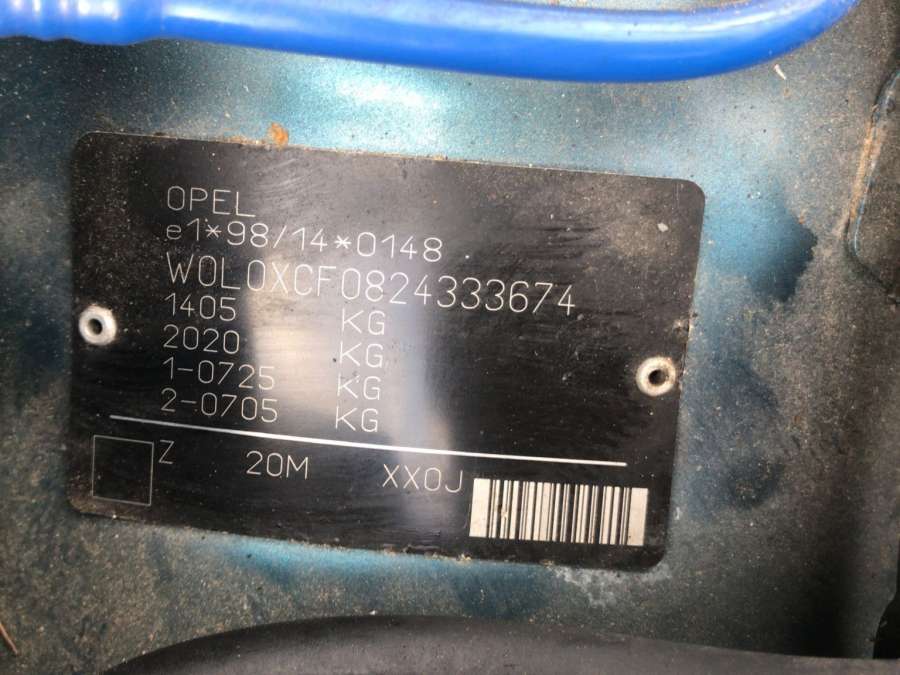 OPEL
e1*98/14*0148
W0L0XCF0824333674
1405 KG
2020 KG
1-0725 KG
2-0705 KG
Z 20M XX0J